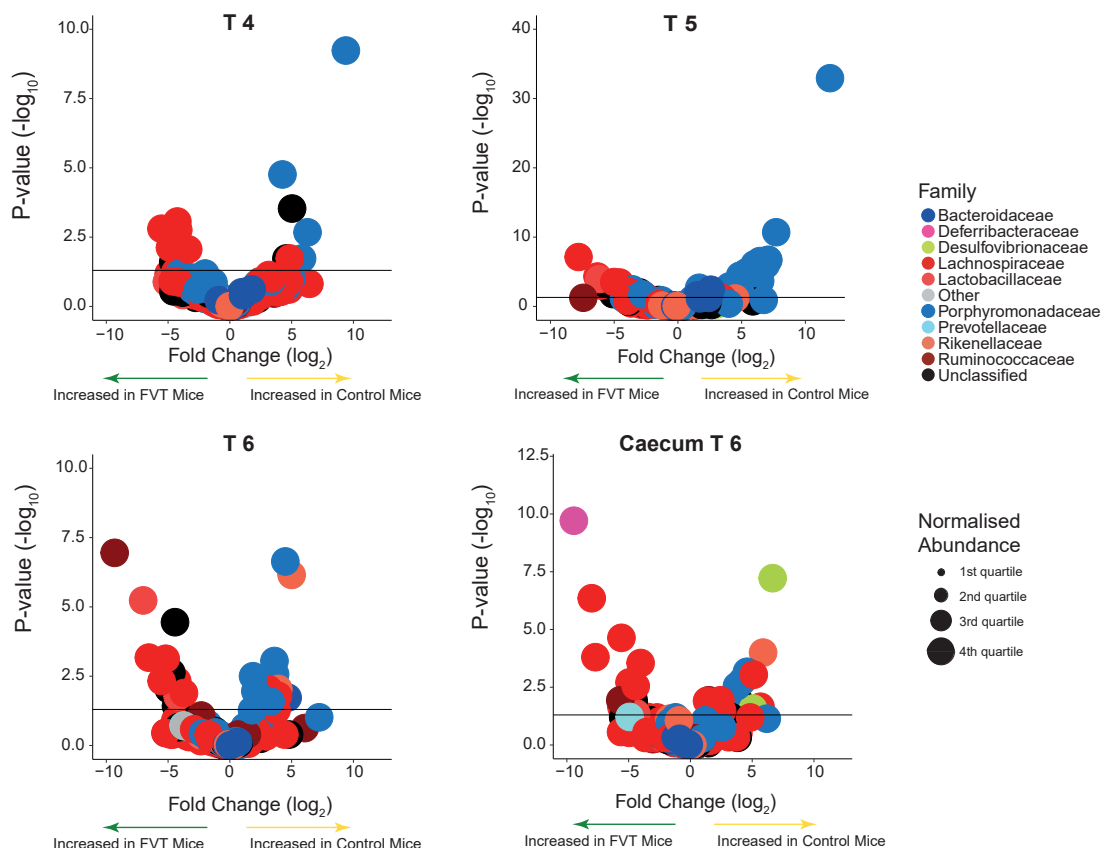 T 4
10.0
7.5
5.0
2.5
0.0
P-value (-log10)
−10 −5 0 5 10
Fold Change (log2)
Increased in FVT Mice Increased in Control Mice
T 5
40
30
20
10
0
P-value (-log10)
−10 −5 0 5 10
Fold Change (log2)
Increased in FVT Mice Increased in Control Mice
Family
Bacteroidaceae
Deferribacteraceae
Desulfovibrionaceae
Lachnospiraceae
Lactobacillaceae
Other
Porphyromonadaceae
Prevotellaceae
Rikenellaceae
Ruminococcaceae
Unclassified
T 6
10.0
7.5
5.0
2.5
0.0
P-value (-log10)
−10 −5 0 5 10
Fold Change (log2)
Increased in FVT Mice Increased in Control Mice
Caecum T 6
12.5
10.0
7.5
5.0
2.5
0.0
P-value (-log10)
−10 −5 0 5 10
Fold Change (log2)
Increased in FVT Mice Increased in Control Mice
Normalised
Abundance
1st quartile
2nd quartile
3rd quartile
4th quartile